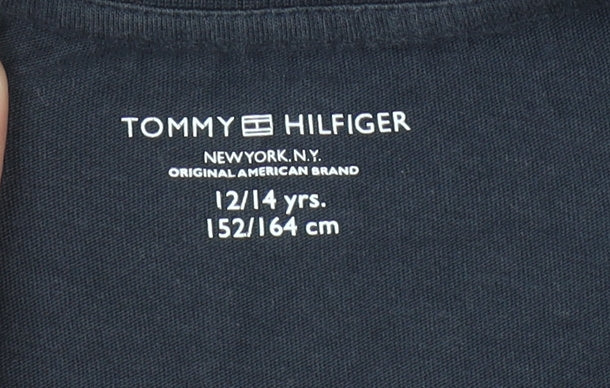 TOMMY HILFIGER
NEW YORK, N.Y.
ORIGINAL AMERICAN BRAND
12/14 yrs.
152/164 cm